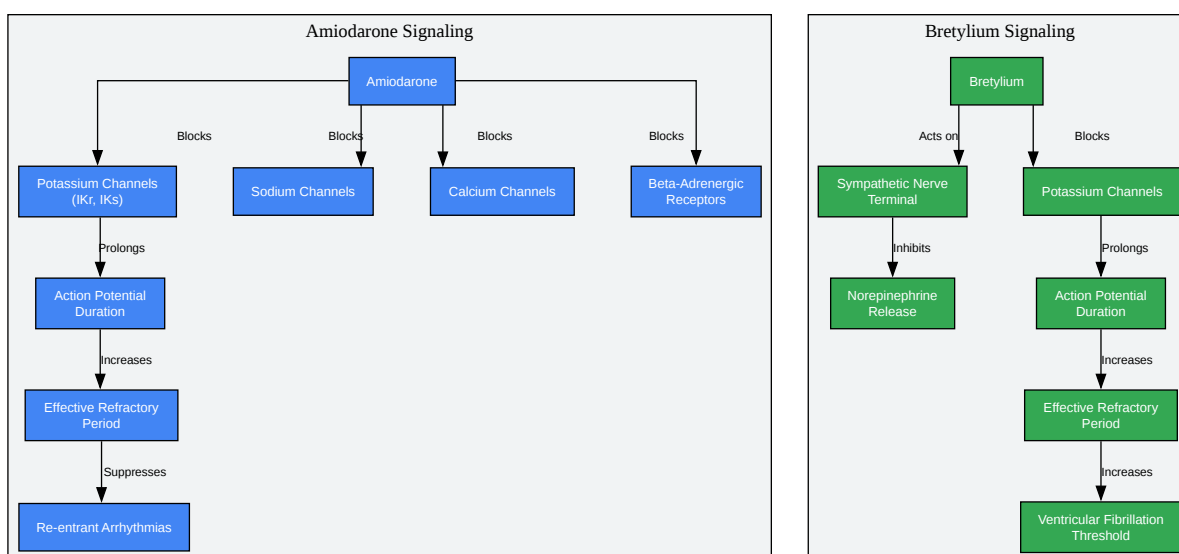 Amiodarone Signaling
Amiodarone
Blocks
Blocks
Blocks
Blocks
Potassium Channels
(IKr, IKs)
Sodium Channels
Calcium Channels
Beta-Adrenergic
Receptors
Prolongs
Action Potential
Duration
Increases
Effective Refractory
Period
Suppresses
Re-entrant Arrhythmias
Bretylium Signaling
Bretylium
Acts on
Blocks
Sympathetic Nerve
Terminal
Potassium Channels
Inhibits
Prolongs
Norepinephrine
Release
Action Potential
Duration
Increases
Effective Refractory
Period
Increases
Ventricular Fibrillation
Threshold